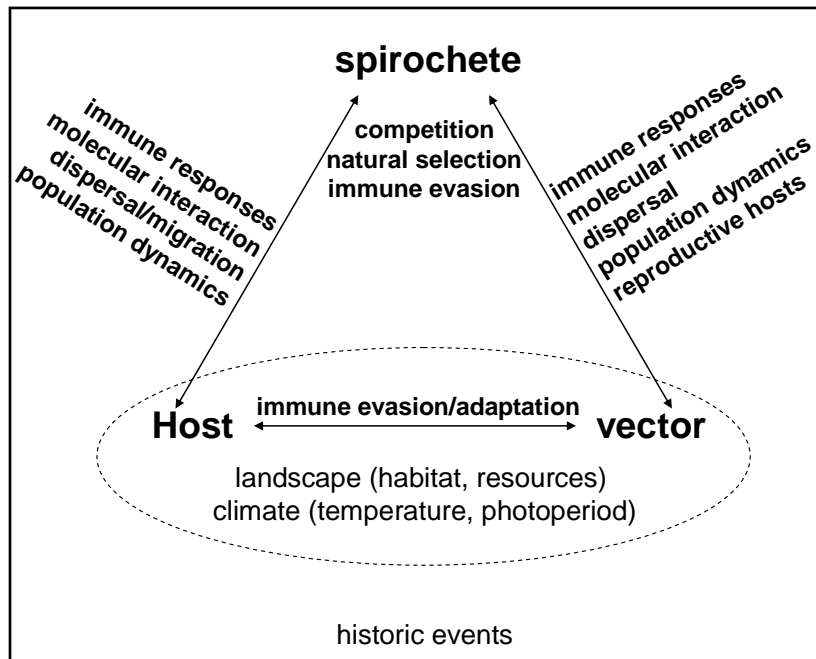 spirochete
competition
natural selection
immune evasion
immune responses
molecular interaction
dispersal/migration
population dynamics
immune responses
molecular interaction
dispersal
population dynamics
reproductive hosts
Host
immune evasion/adaptation
vector
landscape (habitat, resources)
climate (temperature, photoperiod)
historic events